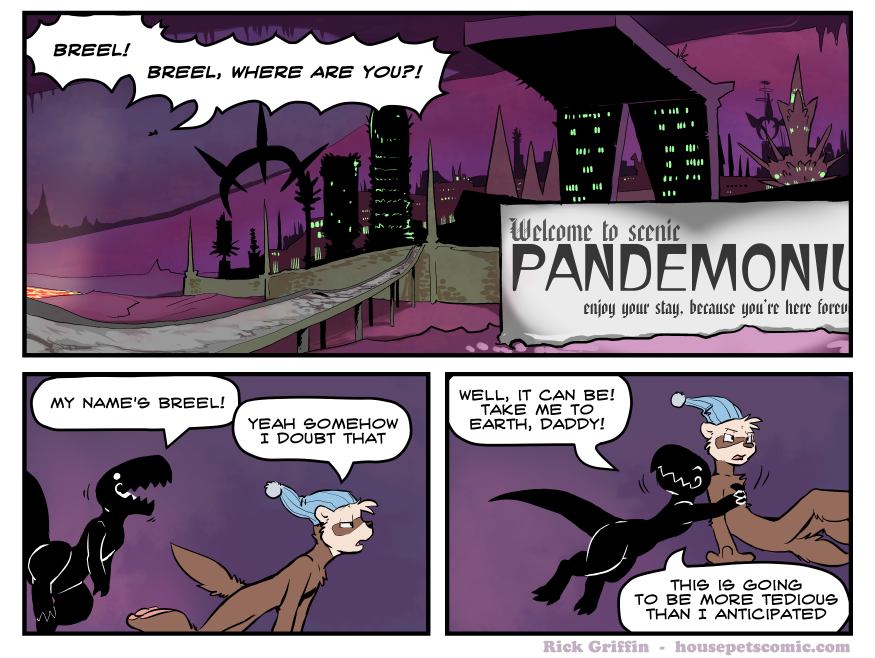 BREEL!
BREEL, WHERE ARE YOU?!
Welcome to scenic
PANDEMONIU
enjoy your stay, because you're here forev
MY NAME'S BREEL!
YEAH SOMEHOW
I DOUBT THAT
WELL, IT CAN BE!
TAKE ME TO
EARTH, DADDY!
THIS IS GOING
TO BE MORE TEDIOUS
THAN I ANTICIPATED
Rick Griffin - housepetscomic.com